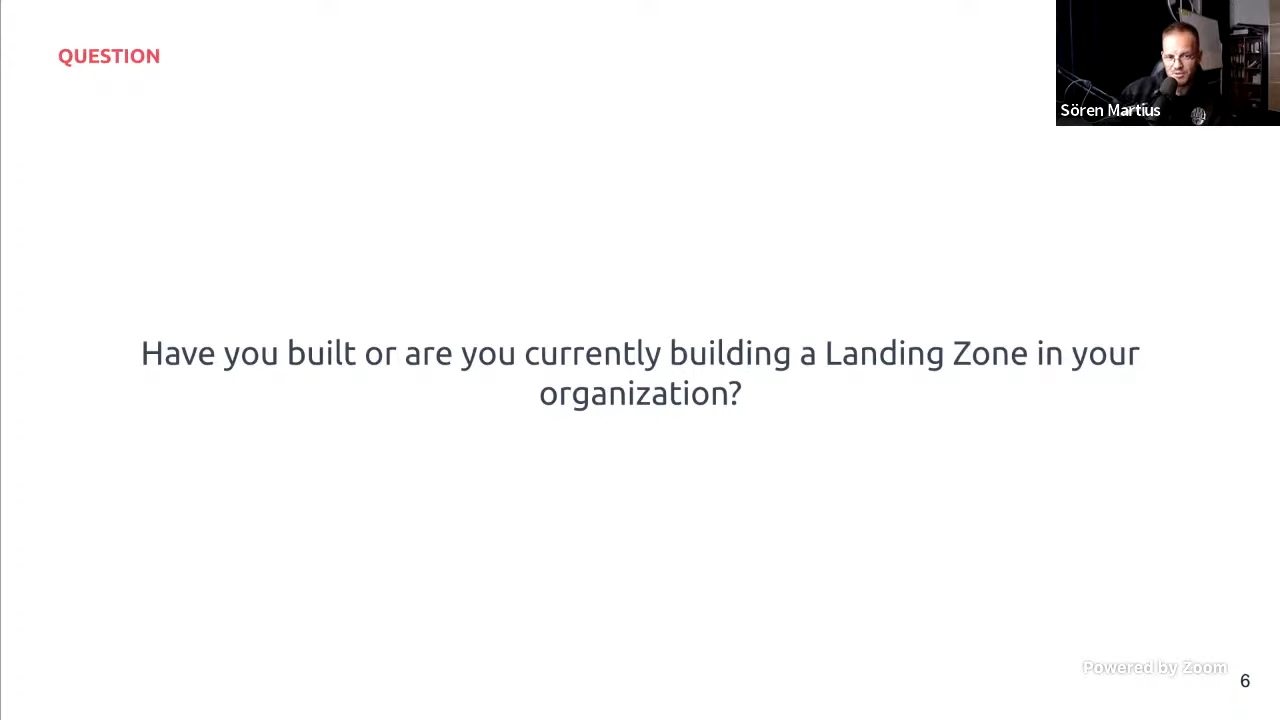 QUESTION
Sören Martius
Have you built or are you currently building a Landing Zone in your
organization?
Powered by Zoom
6